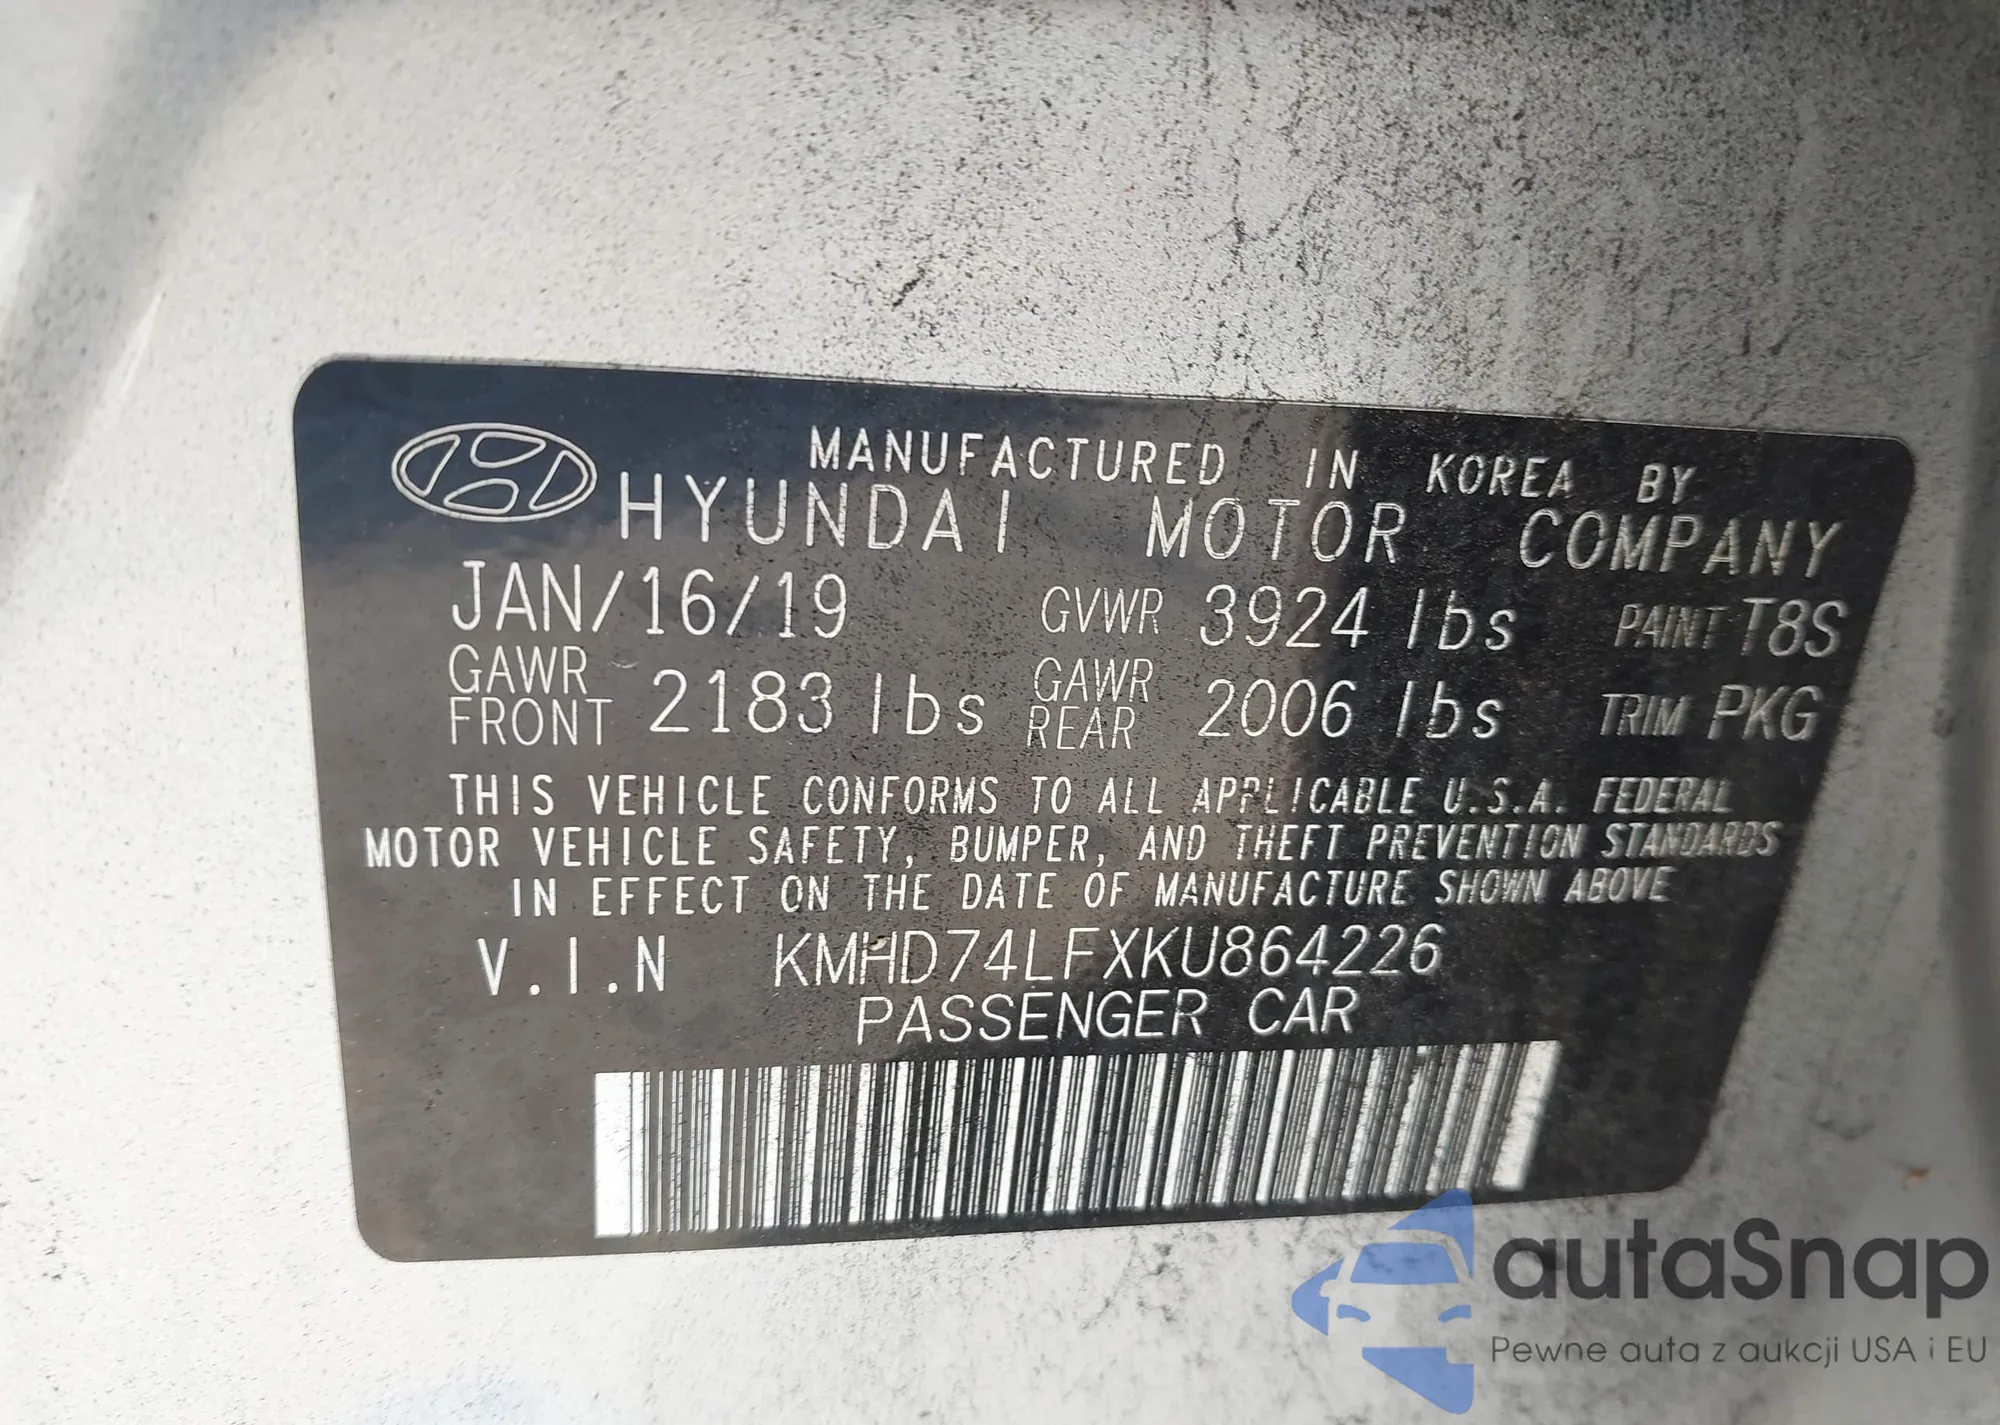 MANUFACTURED IN KOREA BY
HYUNDAI MOTOR COMPANY
JAN/16/19 GVWR 3924 lbs PAINT T8S
GAWR FRONT 2183 lbs GAWR REAR 2006 lbs TRIM PKG
THIS VEHICLE CONFORMS TO ALL APPLICABLE U.S.A. FEDERAL
MOTOR VEHICLE SAFETY, BUMPER, AND THEFT PREVENTION STANDARDS
IN EFFECT ON THE DATE OF MANUFACTURE SHOWN ABOVE
V.I.N KMHD74LFXKU864226
PASSENGER CAR
autaSnap
Pewne auta z aukcji USA i EU